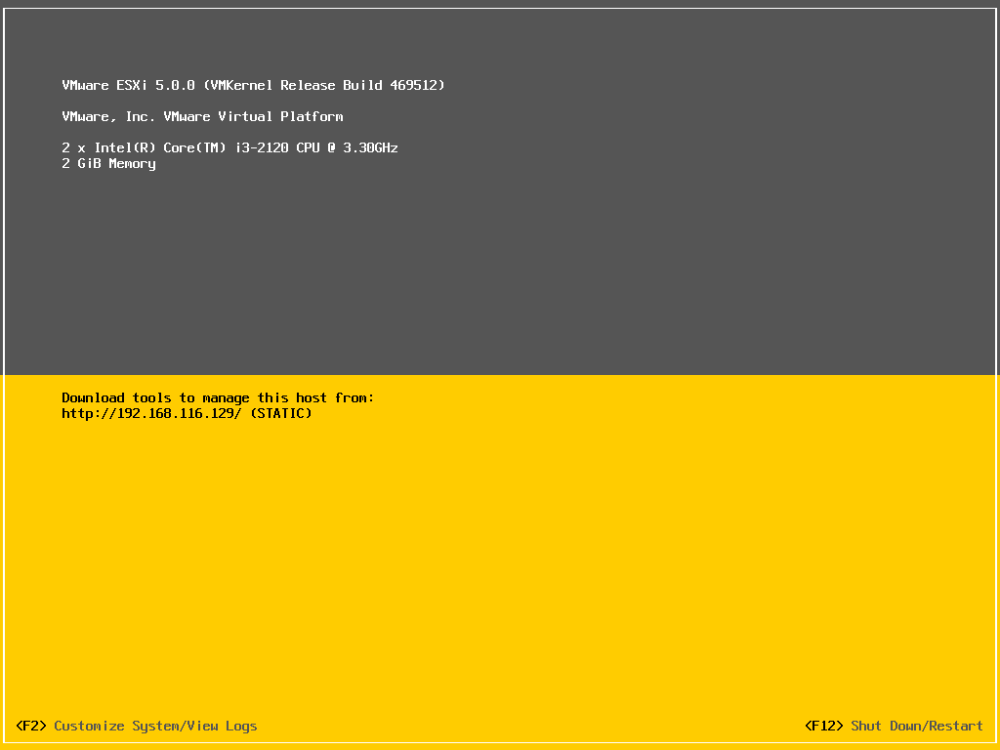 VMware ESXi 5.0.0 (VMKernel Release Build 469512)
VMware, Inc. VMware Virtual Platform
2 x Intel(R) Core(TM) i3-2120 CPU @ 3.30GHz
2 GiB Memory
Download tools to manage this host from:
http://192.168.116.129/ (STATIC)
<F2> Customize System/View Logs
<F12> Shut Down/Restart